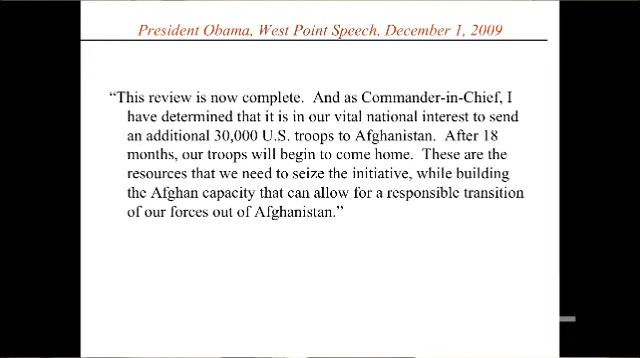 President Obama, West Point Speech, December 1, 2009
“This review is now complete.  And as Commander-in-Chief, I
have determined that it is in our vital national interest to send
an additional 30,000 U.S. troops to Afghanistan.  After 18
months, our troops will begin to come home.  These are the
resources that we need to seize the initiative, while building
the Afghan capacity that can allow for a responsible transition
of our forces out of Afghanistan.”